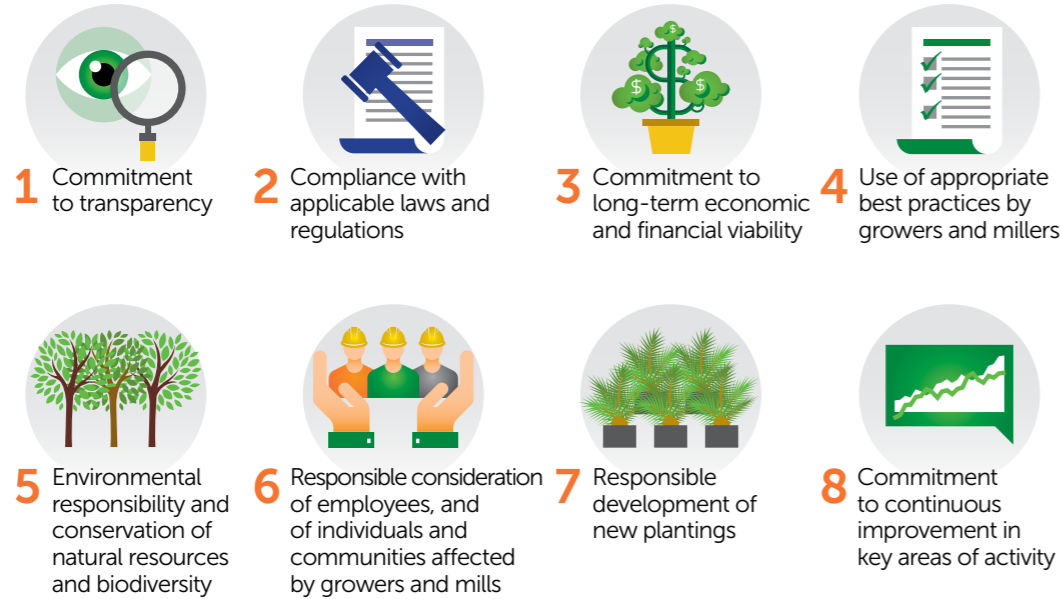 1 Commitment
to transparency
2 Compliance with
applicable laws and
regulations
3 Commitment to
long-term economic
and financial viability
4 Use of appropriate
best practices by
growers and millers
5 Environmental
responsibility and
conservation of
natural resources
and biodiversity
6 Responsible consideration
of employees, and
of individuals and
communities affected
by growers and mills
7 Responsible
development of
new plantings
8 Commitment
to continuous
improvement in
key areas of activity